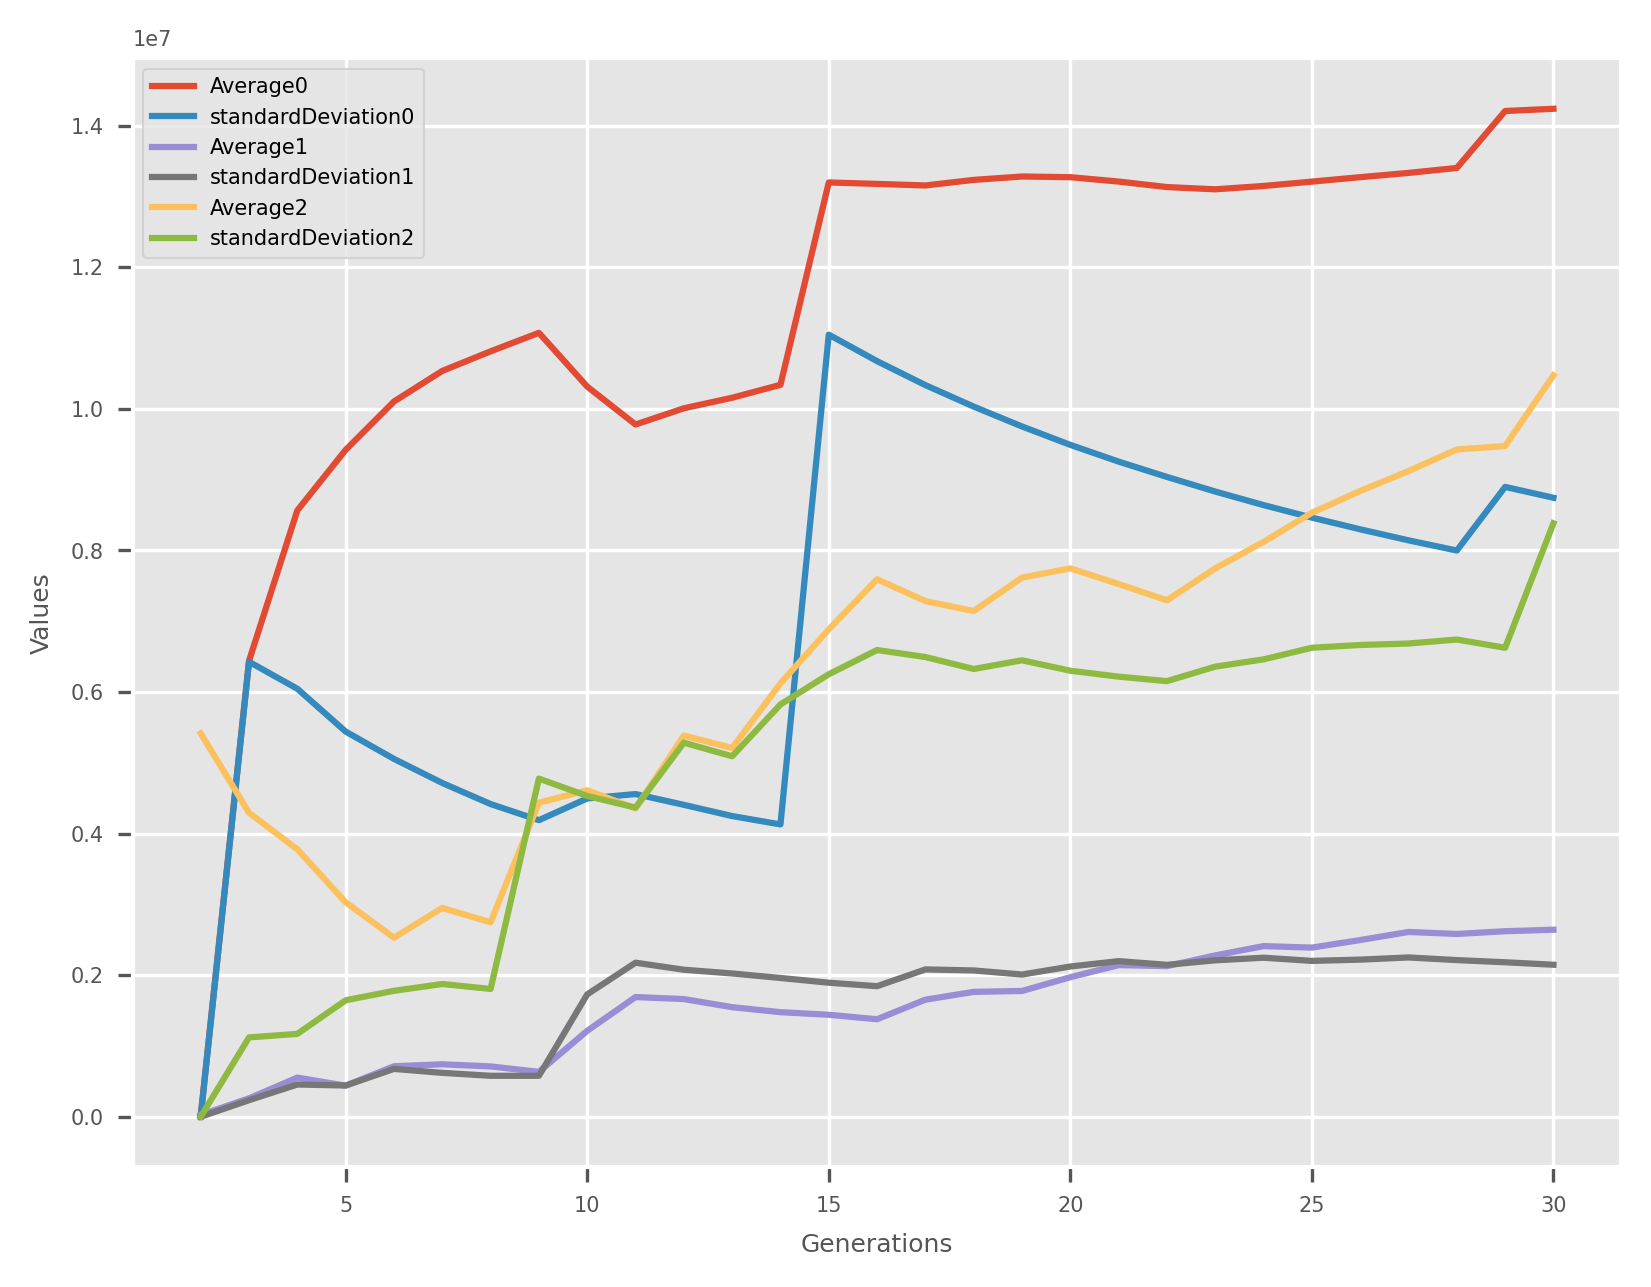 1e7
Average0
standardDeviation0
Average1
standardDeviation1
Average2
standardDeviation2
1.4
1.2
1.0
0.8
0.6
0.4
0.2
0.0
Values
5 10 15 20 25 30
Generations